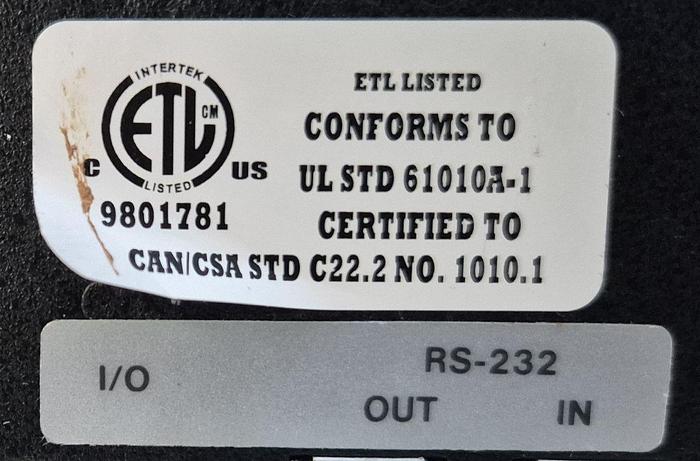 INTERTEK
ETL CM
C US
LISTED
9801781
ETL LISTED
CONFORMS TO
UL STD 61010A-1
CERTIFIED TO
CAN/CSA STD C22.2 NO. 1010.1
I/O
RS-232
OUT IN